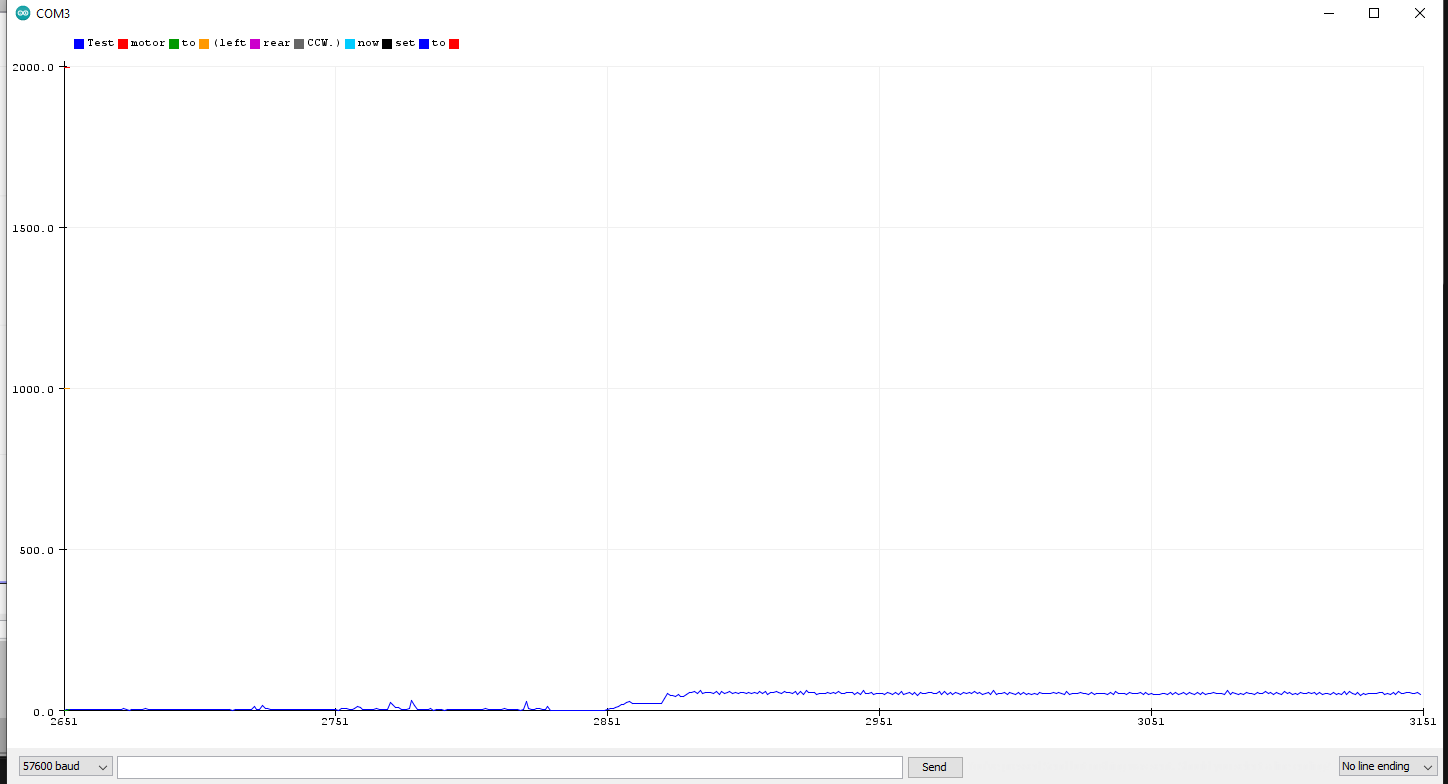 COM3
Test motor to (left rear CCW.) now set to
2000.0
1500.0
1000.0
500.0
0.0
2651 2751 2851 2951 3051 3151
57600 baud Send No line ending